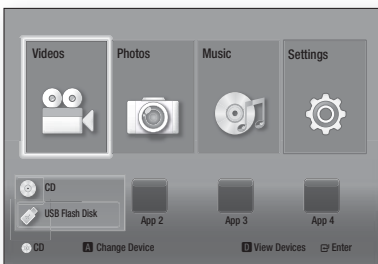 Videos Photos Music Settings
CD
USB Flash Disk
App 2 App 3 App 4
CD A Change Device D View Devices Enter